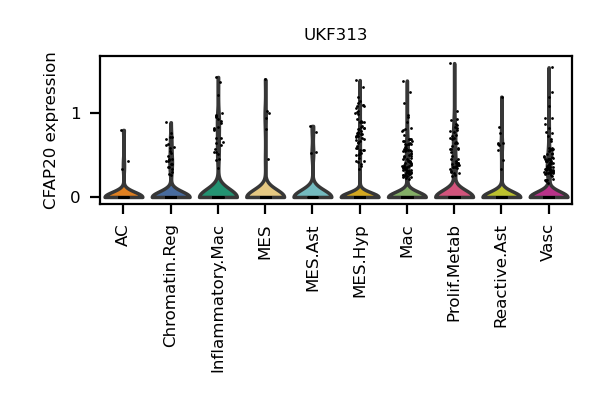 UKF313
CFAP20 expression
1
0
AC
Chromatin.Reg
Inflammatory.Mac
MES
MES.Ast
MES.Hyp
Mac
Prolif.Metab
Reactive.Ast
Vasc